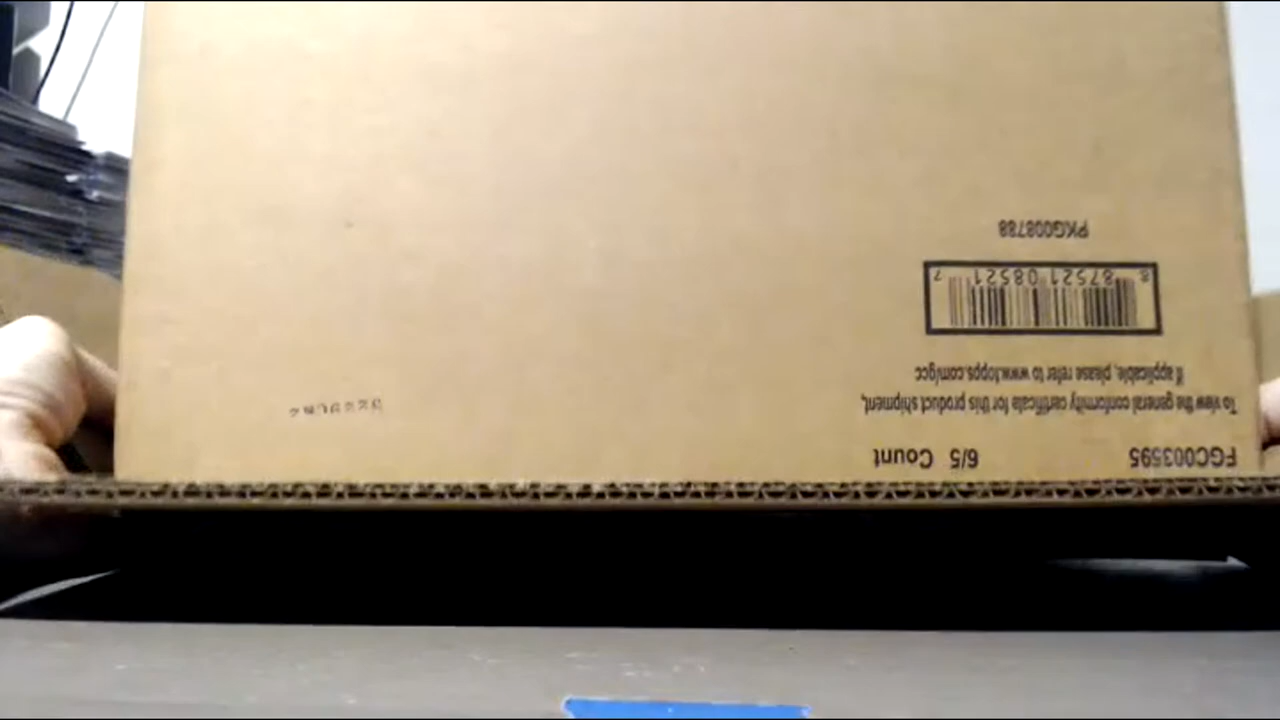 FGC003595 6/5 Count
To view the general conformity certificate for this product shipment,
if applicable, please refer to www.topps.com/gcc
8 87521 08521 7
PKG008788